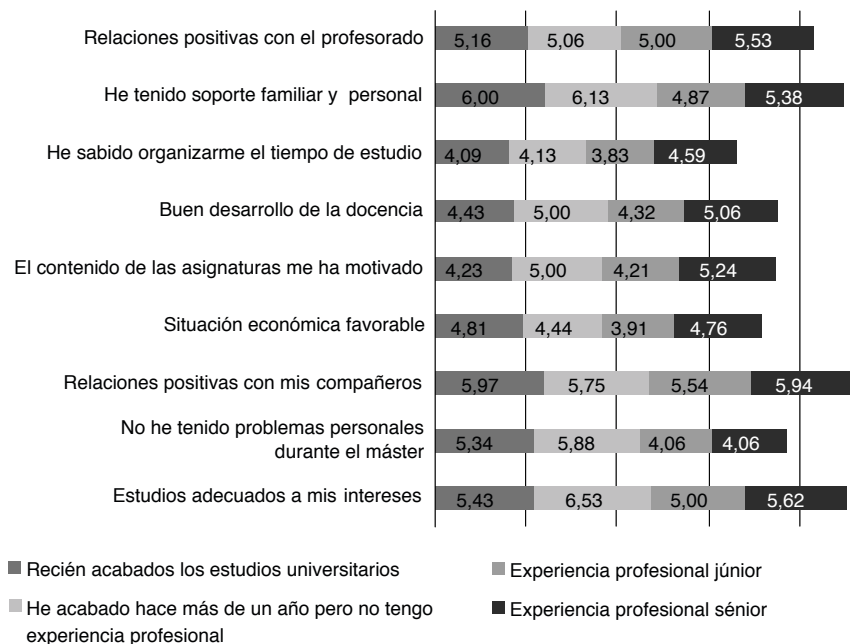 Relaciones positivas con el profesorado
5,16 5,06 5,00 5,53
He tenido soporte familiar y personal
6,00 6,13 4,87 5,38
He sabido organizarme el tiempo de estudio
4,09 4,13 3,83 4,59
Buen desarrollo de la docencia
4,43 5,00 4,32 5,06
El contenido de las asignaturas me ha motivado
4,23 5,00 4,21 5,24
Situación económica favorable
4,81 4,44 3,91 4,76
Relaciones positivas con mis compañeros
5,97 5,75 5,54 5,94
No he tenido problemas personales
durante el máster
5,34 5,88 4,06 4,06
Estudios adecuados a mis intereses
5,43 6,53 5,00 5,62
Recién acabados los estudios universitarios
Experiencia profesional júnior
He acabado hace más de un año pero no tengo
experiencia profesional
Experiencia profesional sénior